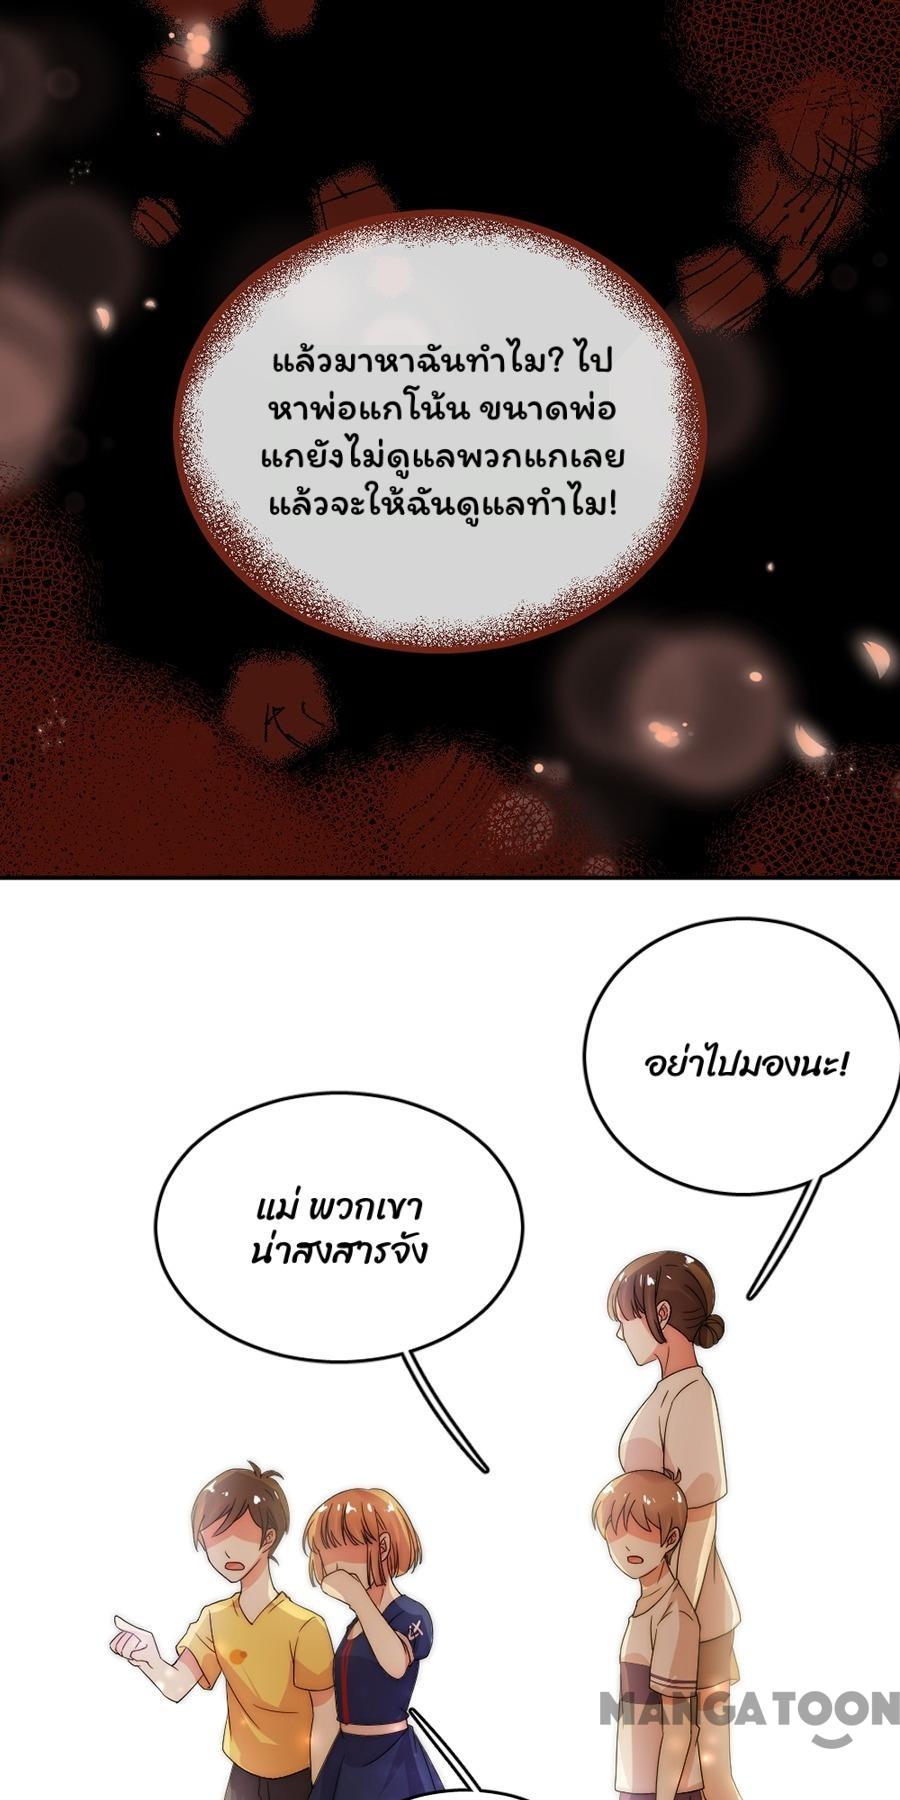 แล้วมาหาฉันทำไม? ไป
หาพ่อแกโน้น ขนาดพ่อ
แกยังไม่ดูแลพวกแกเลย
แล้วจะให้ฉันดูแลทำไม!
อย่าไปมองนะ!
แม่ พวกเขา
น่าสงสารจัง
MANGATOON